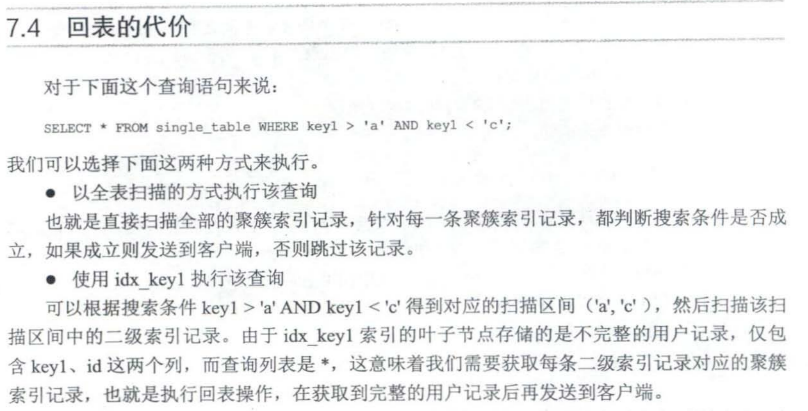 7.4 回表的代价
对于下面这个查询语句来说：
SELECT * FROM single_table WHERE key1 > 'a' AND key1 < 'c';
我们可以选择下面这两种方式来执行。
● 以全表扫描的方式执行该查询
也就是直接扫描全部的聚簇索引记录，针对每一条聚簇索引记录，都判断搜索条件是否成
立，如果成立则发送到客户端，否则跳过该记录。
● 使用 idx_key1 执行该查询
可以根据搜索条件 key1 > 'a' AND key1 < 'c' 得到对应的扫描区间（'a', 'c'），然后扫描该扫
描区间中的二级索引记录。由于 idx_key1 索引的叶子节点存储的是不完整的用户记录，仅包
含 key1、id 这两个列，而查询列表是 *，这意味着我们需要获取每条二级索引记录对应的聚簇
索引记录，也就是执行回表操作，在获取到完整的用户记录后再发送到客户端。